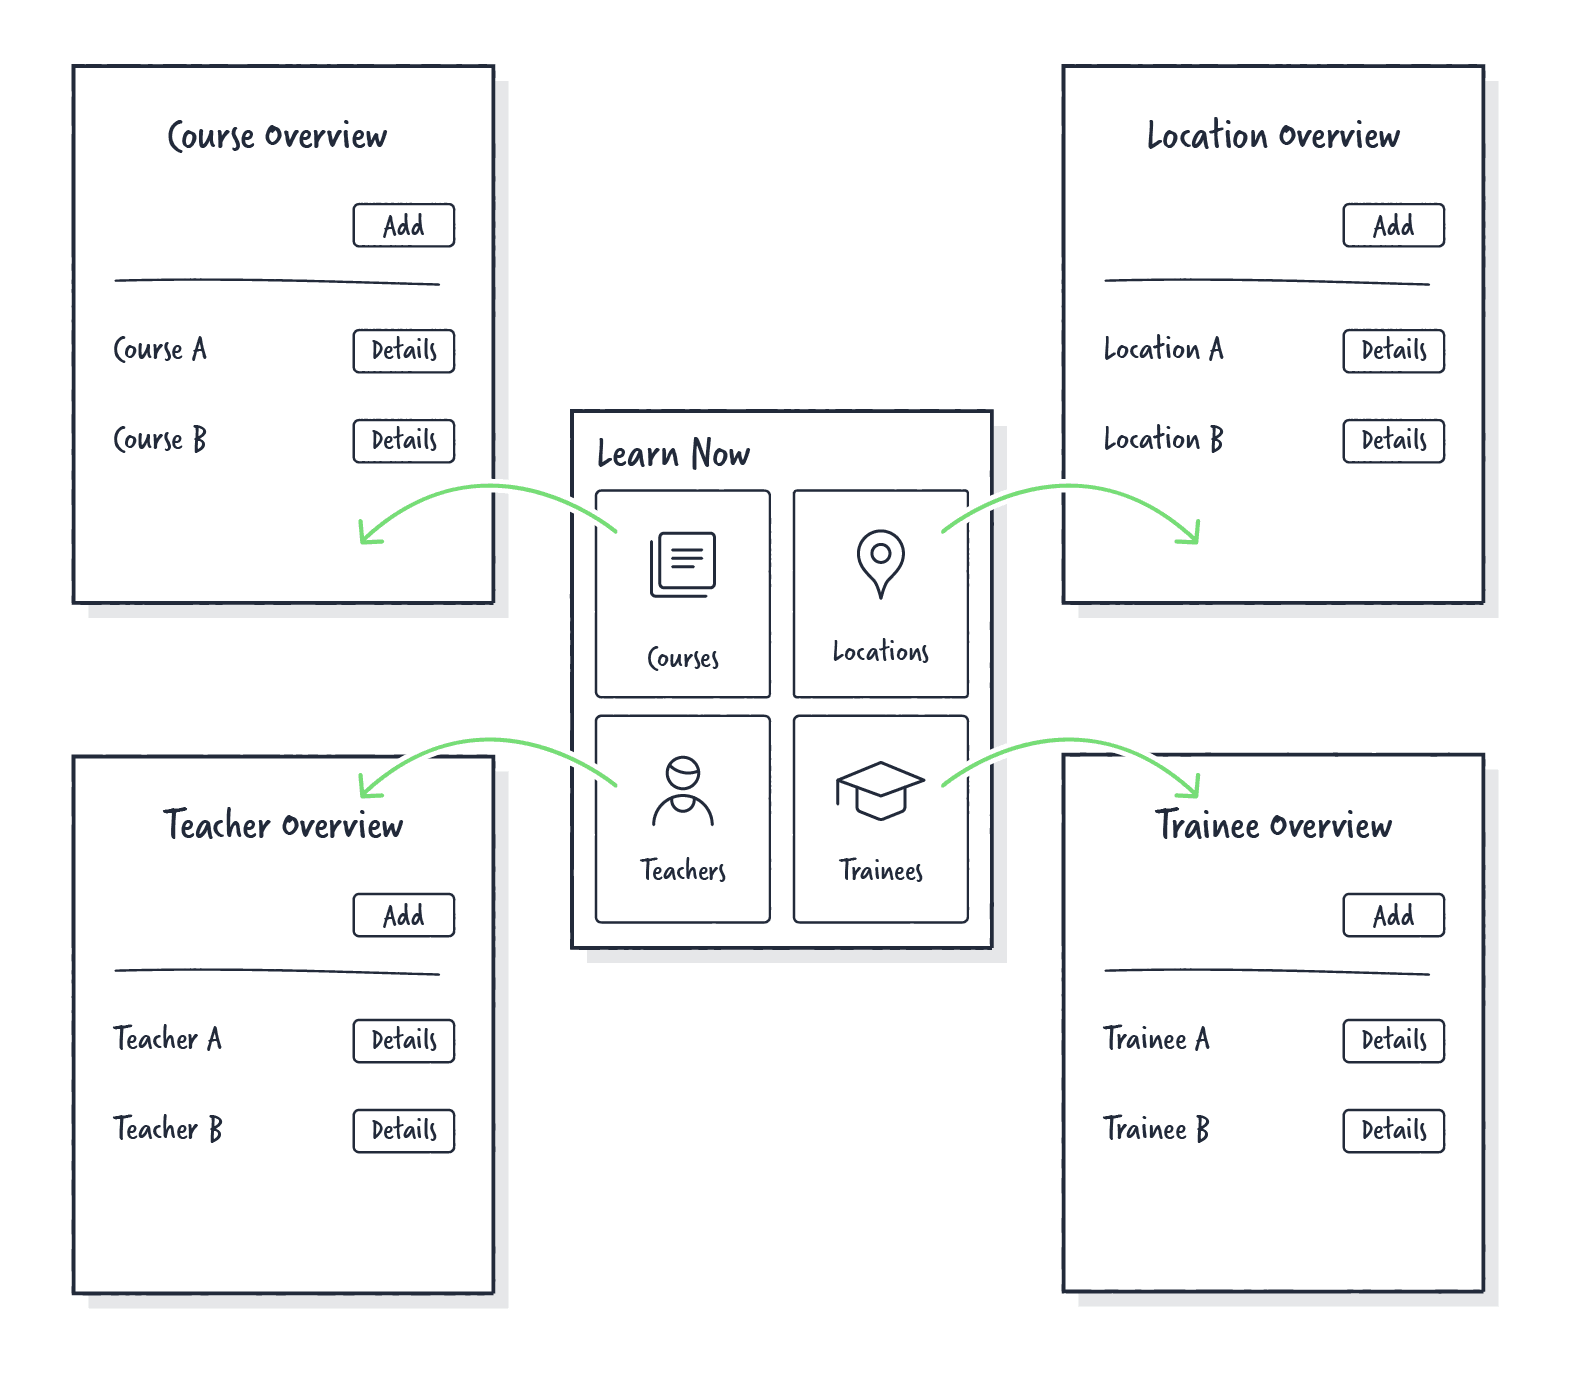 Course Overview
Add
Course A Details
Course B Details
Location Overview
Add
Location A Details
Location B Details
Learn Now
Courses
Locations
Teachers
Trainees
Teacher Overview
Add
Teacher A Details
Teacher B Details
Trainee Overview
Add
Trainee A Details
Trainee B Details